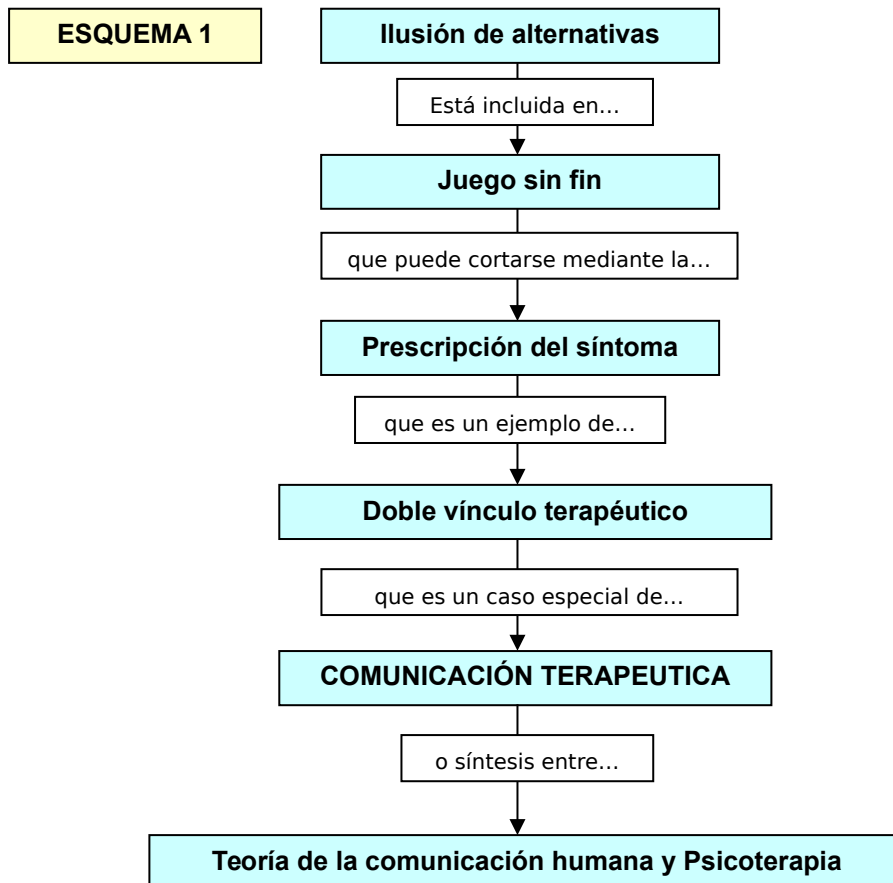 ESQUEMA 1
Ilusión de alternativas
Está incluida en…
Juego sin fin
que puede cortarse mediante la…
Prescripción del síntoma
que es un ejemplo de…
Doble vínculo terapéutico
que es un caso especial de…
COMUNICACIÓN TERAPEUTICA
o síntesis entre…
Teoría de la comunicación humana y Psicoterapia